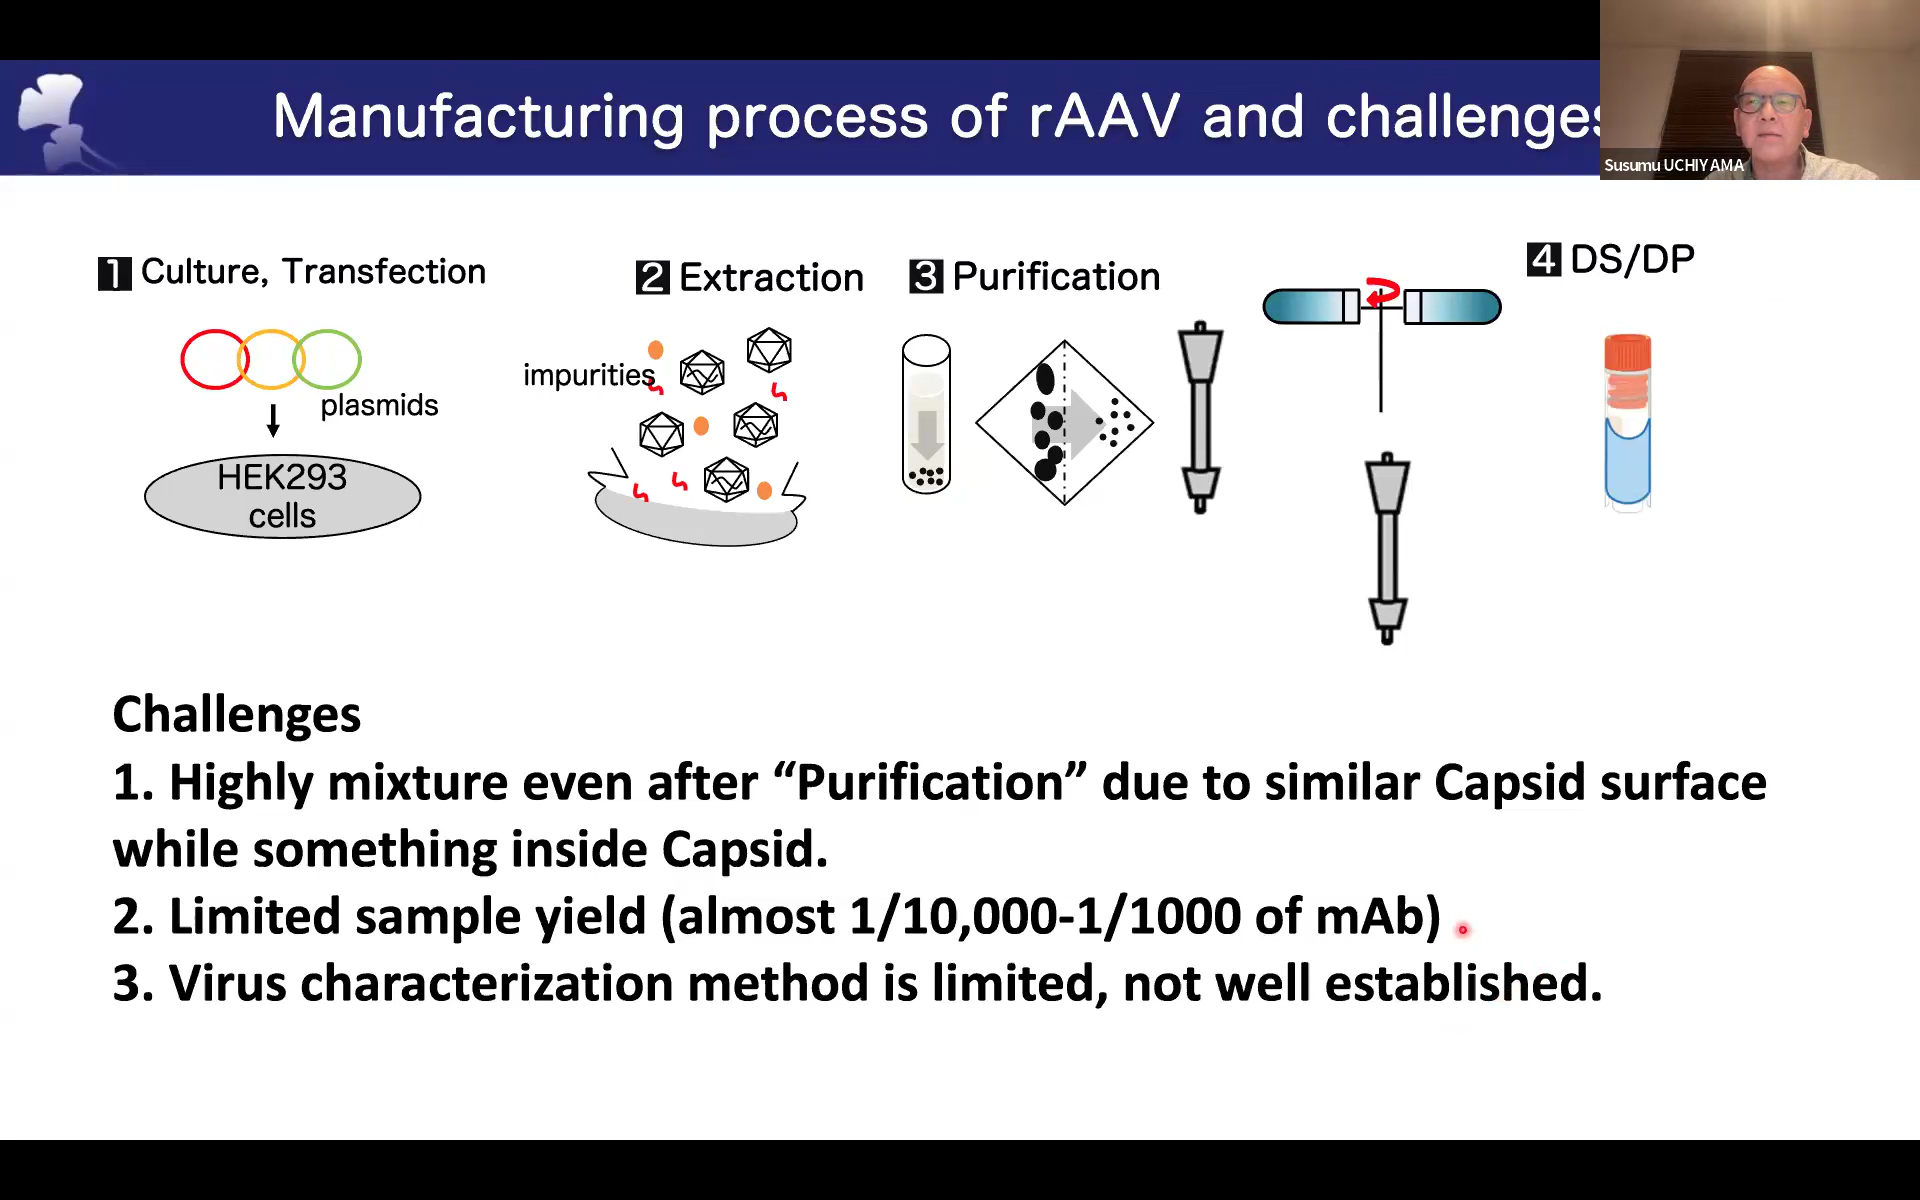 Manufacturing process of rAAV and challenges
Susumu UCHIYAMA
1 Culture, Transfection
2 Extraction
3 Purification
4 DS/DP
impurities
plasmids
HEK293
cells
Challenges
1. Highly mixture even after “Purification” due to similar Capsid surface
while something inside Capsid.
2. Limited sample yield (almost 1/10,000-1/1000 of mAb)
3. Virus characterization method is limited, not well established.